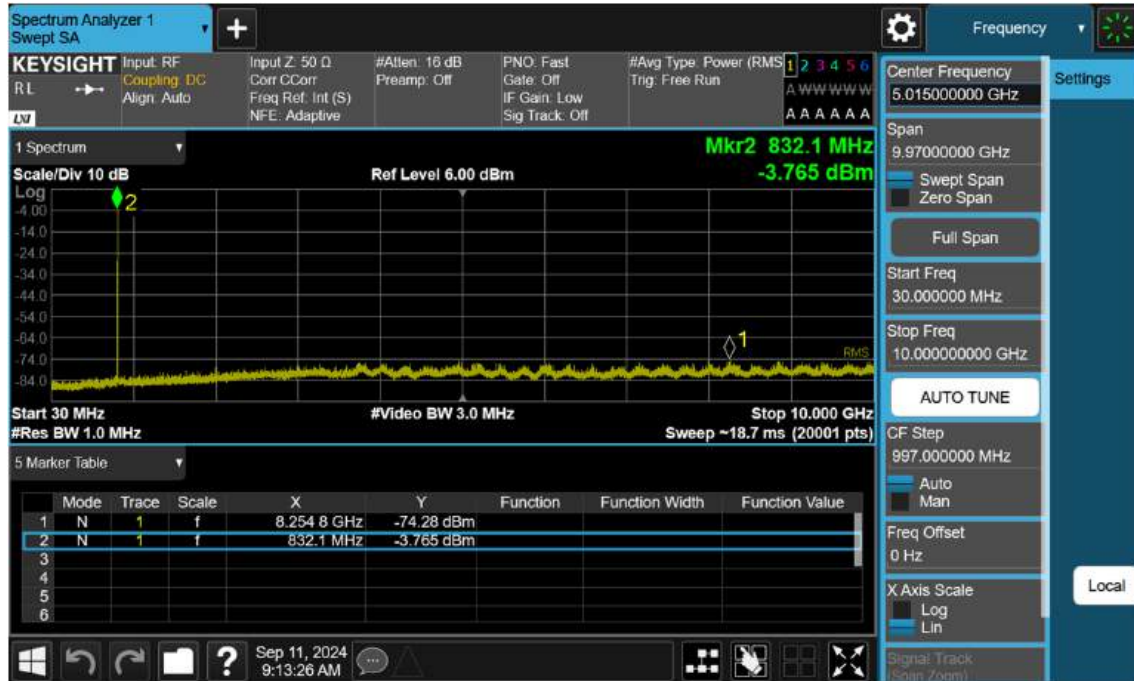 Spectrum Analyzer 1
Swept SA
+
Frequency
KEYSIGHT
RL
LXI
Input: RF
Coupling: DC
Align: Auto
Input Z: 50 Ω
Corr CCorr
Freq Ref: Int (S)
NFE: Adaptive
#Atten: 16 dB
Preamp: Off
PNO: Fast
Gate: Off
IF Gain: Low
Sig Track: Off
#Avg Type: Power (RMS
Trig: Free Run
1 2 3 4 5 6
A W W W W W
A A A A A A
1 Spectrum
Mkr2 832.1 MHz
-3.765 dBm
Scale/Div 10 dB
Ref Level 6.00 dBm
Log
-4.00
-14.0
-24.0
-34.0
-44.0
-54.0
-64.0
-74.0
-84.0
2
1
RMS
Start 30 MHz
#Video BW 3.0 MHz
Stop 10.000 GHz
#Res BW 1.0 MHz
Sweep ~18.7 ms (20001 pts)
5 Marker Table
Mode Trace Scale X Y Function Function Width Function Value
1 N 1 f 8.254 8 GHz -74.28 dBm
2 N 1 f 832.1 MHz -3.765 dBm
3
4
5
6
Center Frequency
5.015000000 GHz
Settings
Span
9.97000000 GHz
Swept Span
Zero Span
Full Span
Start Freq
30.000000 MHz
Stop Freq
10.000000000 GHz
AUTO TUNE
CF Step
997.000000 MHz
Auto
Man
Freq Offset
0 Hz
X Axis Scale
Log
Lin
Local
Signal Track
(Span Zoom)
?
Sep 11, 2024
9:13:26 AM